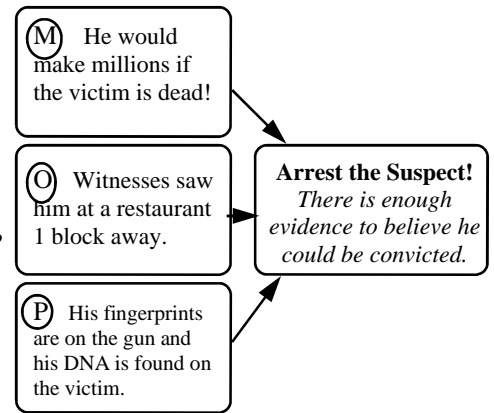 M He would
make millions if
the victim is dead!
O Witnesses saw
him at a restaurant
1 block away.
P His fingerprints
are on the gun and
his DNA is found on
the victim.
Arrest the Suspect!
There is enough
evidence to believe he
could be convicted.